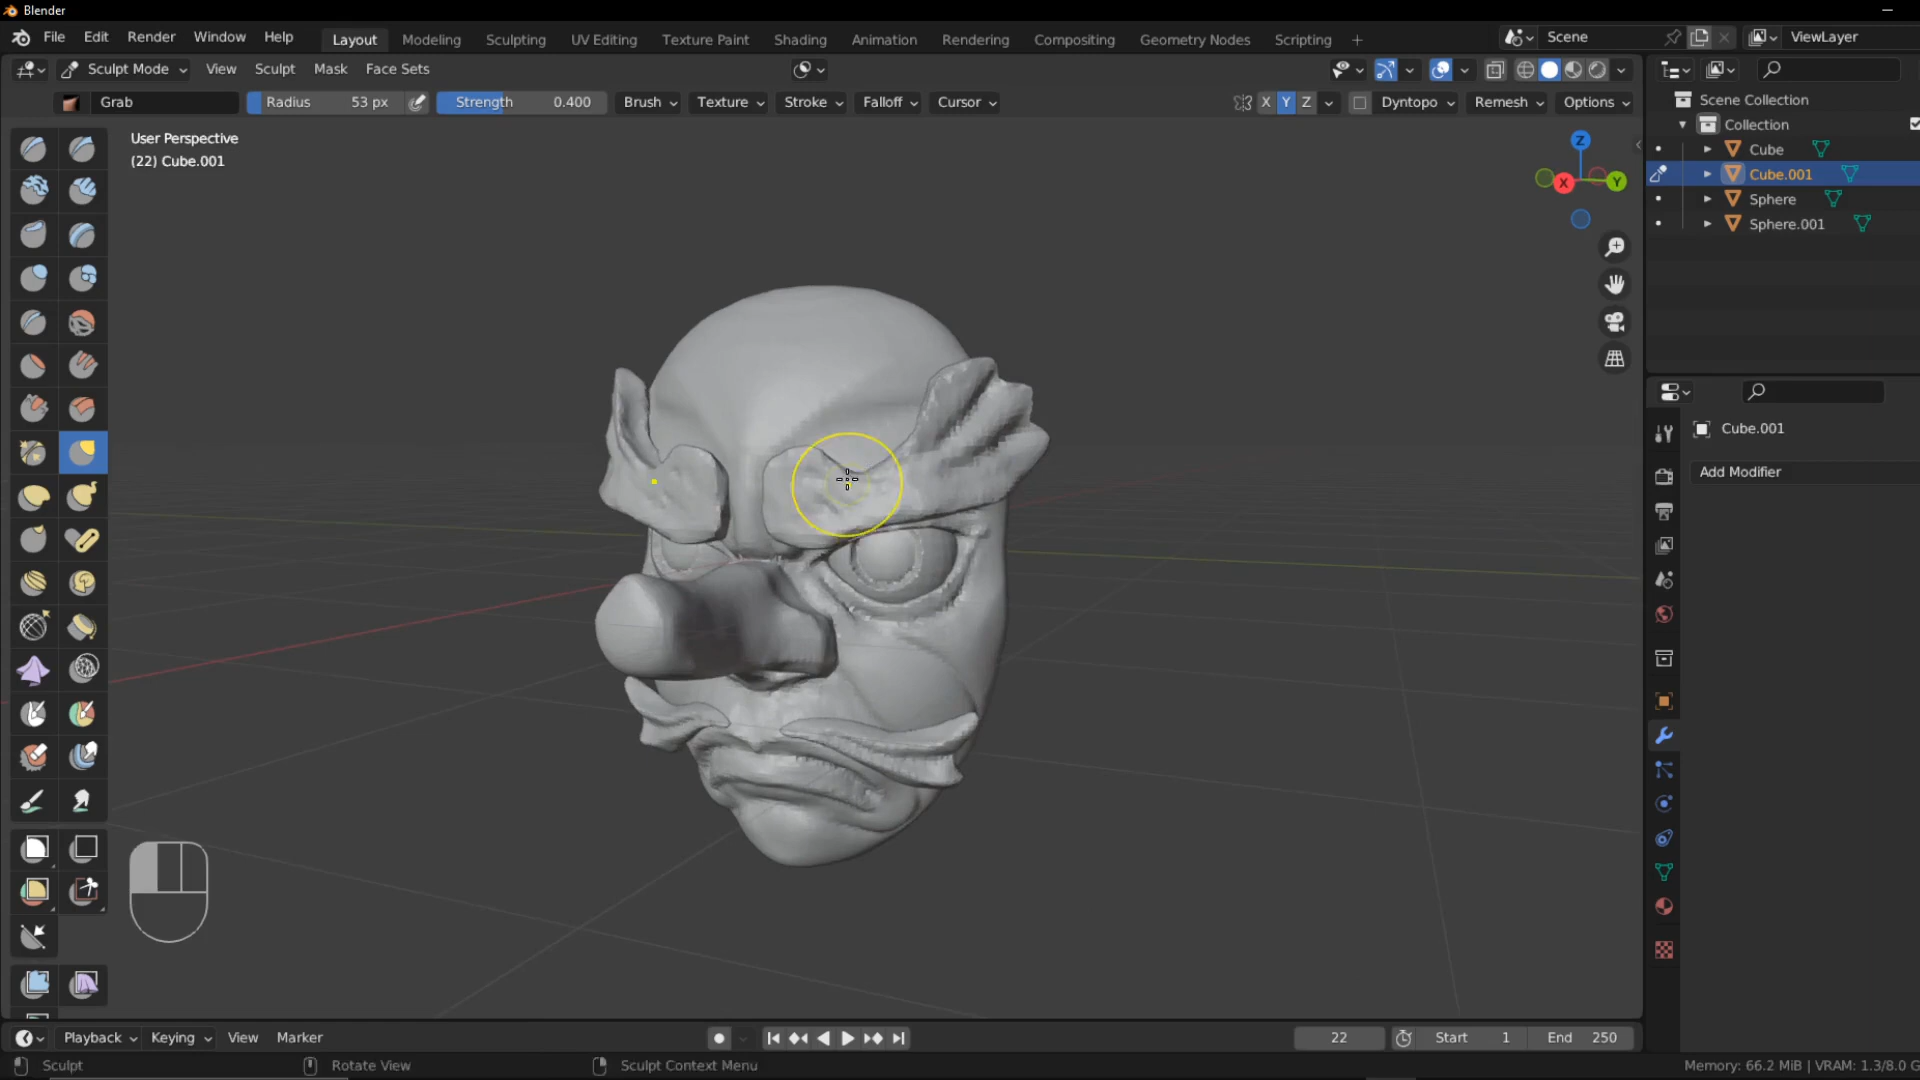 Blender
File Edit Render Window Help Layout Modeling Sculpting UV Editing Texture Paint Shading Animation Rendering Compositing Geometry Nodes Scripting + Scene ViewLayer
Sculpt Mode View Sculpt Mask Face Sets
Grab Radius 53 px Strength 0.400 Brush Texture Stroke Falloff Cursor X Y Z Dyntopo Remesh Options
User Perspective
(22) Cube.001
Z
X
Y
Scene Collection
Collection
Cube
Cube.001
Sphere
Sphere.001
Cube.001
Add Modifier
Playback Keying View Marker 22 Start 1 End 250
Sculpt Rotate View Sculpt Context Menu Memory: 66.2 MiB | VRAM: 1.3/8.0 G